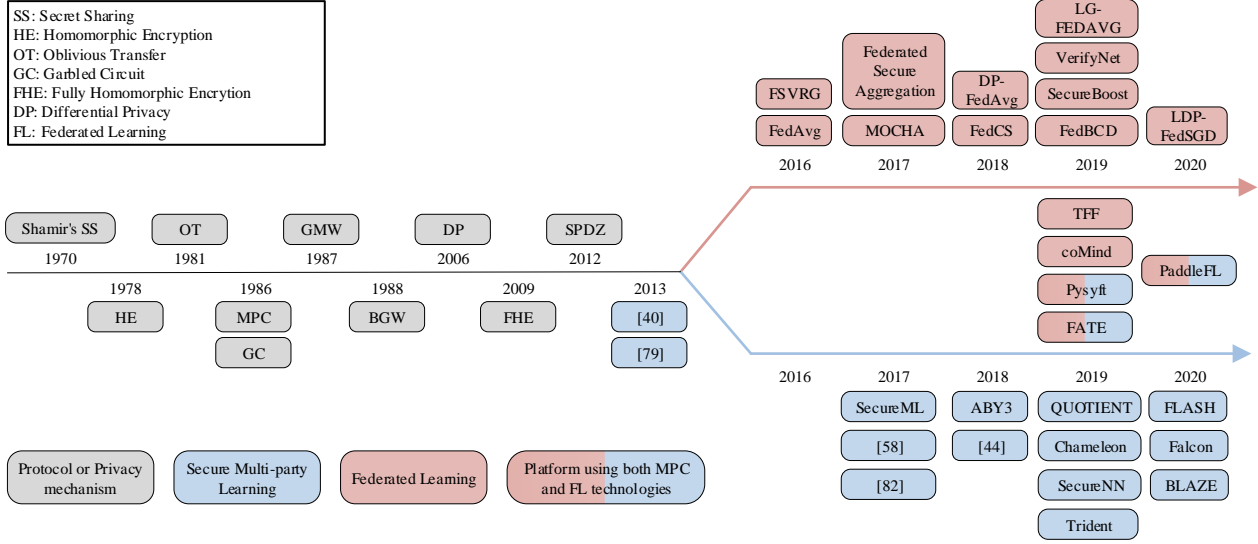 SS: Secret Sharing
HE: Homomorphic Encryption
OT: Oblivious Transfer
GC: Garbled Circuit
FHE: Fully Homomorphic Encrytion
DP: Differential Privacy
FL: Federated Learning
LG-
FEDAVG
VerifyNet
SecureBoost
FedBCD
Federated
Secure
Aggregation
MOCHA
FSVRG
FedAvg
DP-
FedAvg
FedCS
LDP-
FedSGD
2016
2017
2018
2019
2020
Shamir's SS
OT
GMW
DP
SPDZ
1970
1981
1987
2006
2012
1978
1986
1988
2009
2013
HE
MPC
BGW
FHE
[40]
GC
[79]
TFF
coMind
Pysyft
FATE
PaddleFL
2016
2017
2018
2019
2020
SecureML
ABY3
QUOTIENT
FLASH
[58]
[44]
Chameleon
Falcon
[82]
SecureNN
BLAZE
Trident
Protocol or Privacy
mechanism
Secure Multi-party
Learning
Federated Learning
Platform using both MPC
and FL technologies